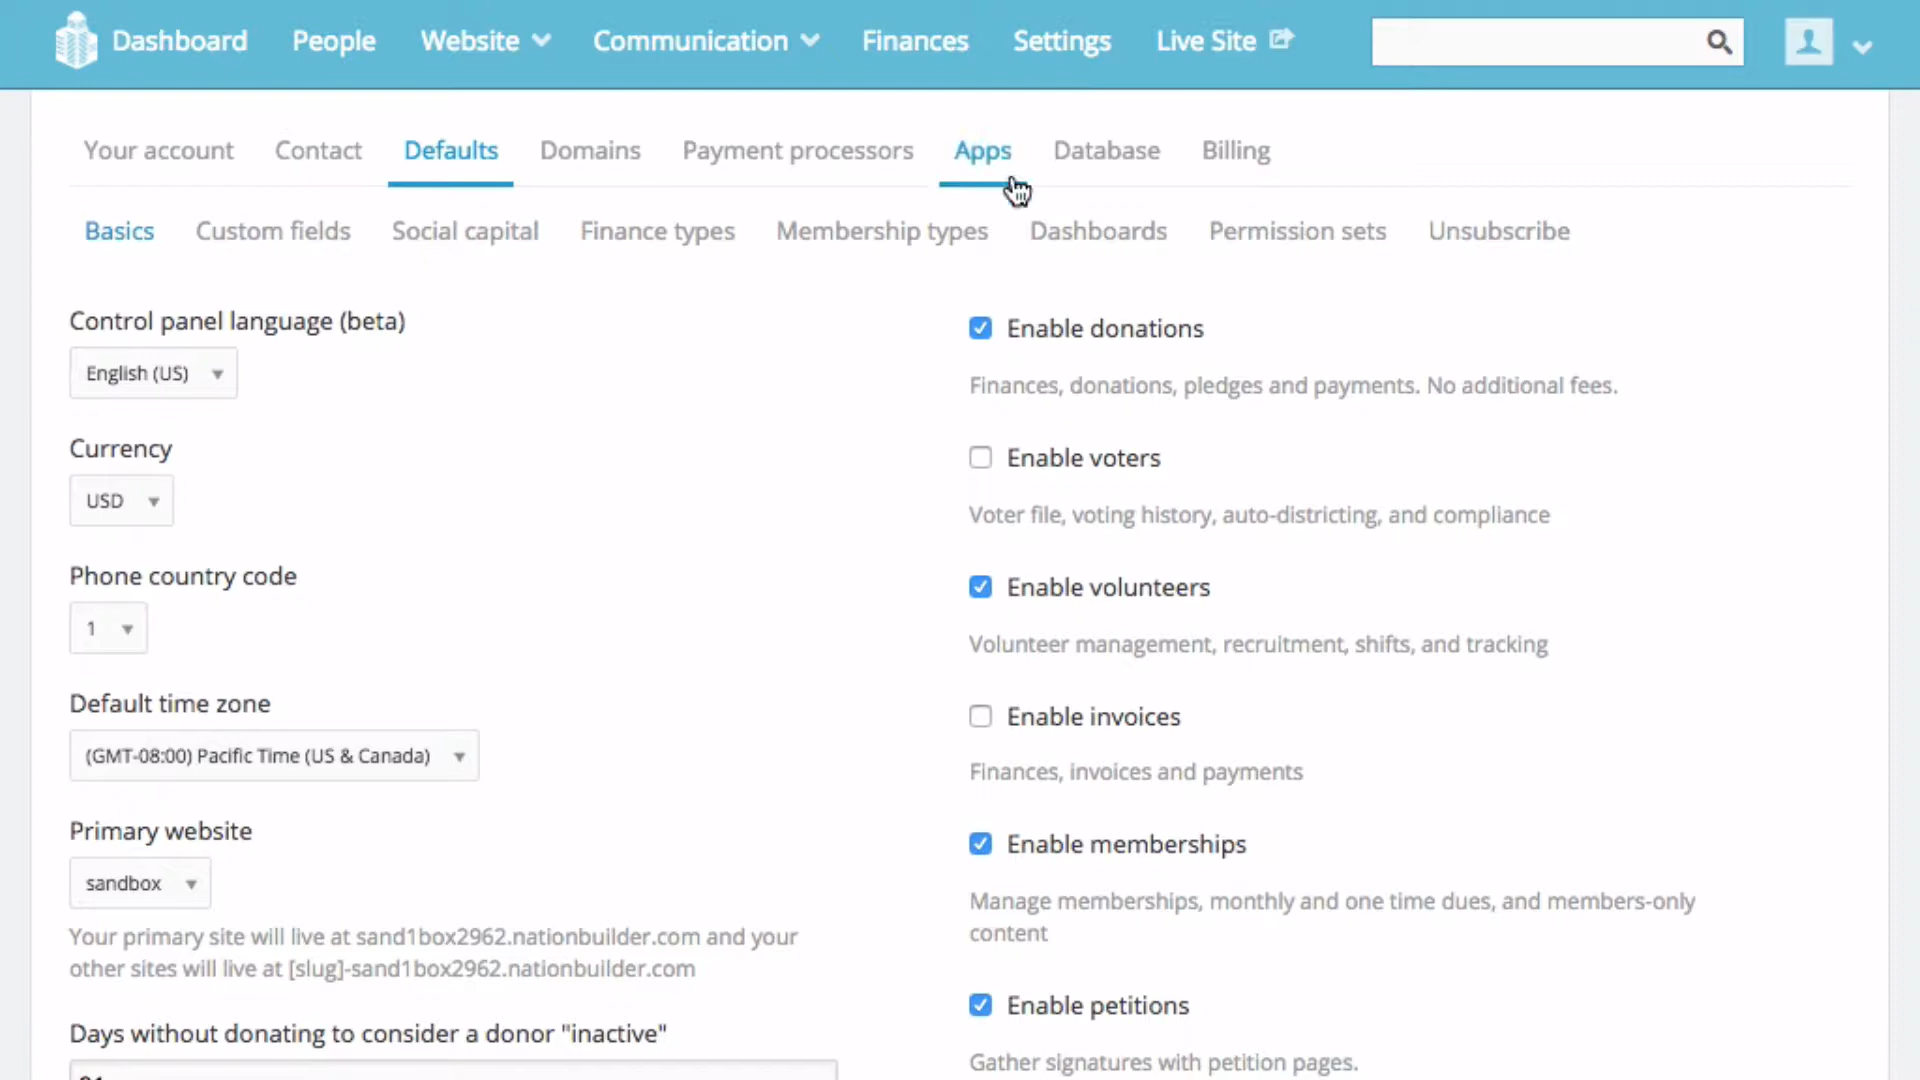 Dashboard People Website Communication Finances Settings Live Site
Your account Contact Defaults Domains Payment processors Apps Database Billing
Basics Custom fields Social capital Finance types Membership types Dashboards Permission sets Unsubscribe
Control panel language (beta)
English (US)
Currency
USD
Phone country code
1
Default time zone
(GMT-08:00) Pacific Time (US & Canada)
Primary website
sandbox
Your primary site will live at sand1box2962.nationbuilder.com and your
other sites will live at [slug]-sand1box2962.nationbuilder.com
Days without donating to consider a donor "inactive"
Enable donations
Finances, donations, pledges and payments. No additional fees.
Enable voters
Voter file, voting history, auto-districting, and compliance
Enable volunteers
Volunteer management, recruitment, shifts, and tracking
Enable invoices
Finances, invoices and payments
Enable memberships
Manage memberships, monthly and one time dues, and members-only
content
Enable petitions
Gather signatures with petition pages.